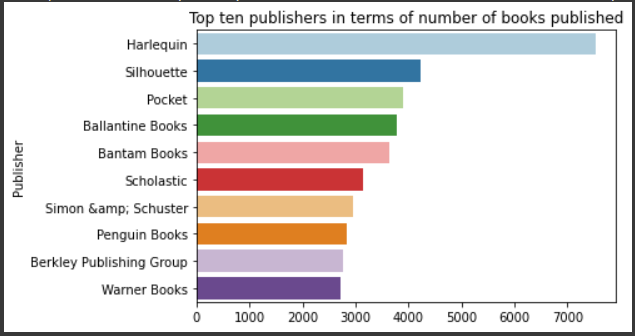 Top ten publishers in terms of number of books published
Publisher
Harlequin
Silhouette
Pocket
Ballantine Books
Bantam Books
Scholastic
Simon &amp; Schuster
Penguin Books
Berkley Publishing Group
Warner Books
0 1000 2000 3000 4000 5000 6000 7000